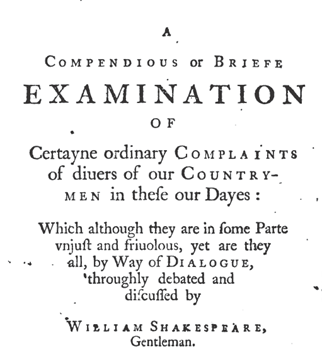 A
COMPENDIOUS or BRIEFE
EXAMINATION
OF
Certayne ordinary COMPLAINTS
of diuers of our COUNTRY-
MEN in theſe our Dayes:
Which although they are in ſome Parte
vnjuſt and friuolous, yet are they
all, by Way of DIALOGUE,
throughly debated and
diſcuſſed by
WILLIAM SHAKESPEARE,
Gentleman.